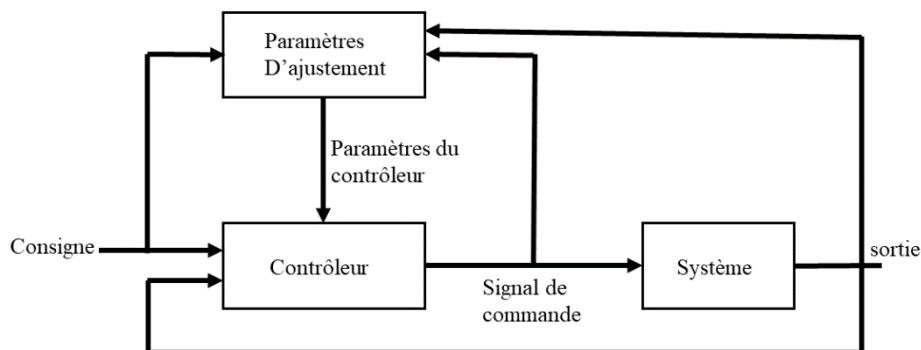 Paramètres
D'ajustement
Paramètres du
contrôleur
Consigne
Contrôleur
Signal de
commande
Système
sortie